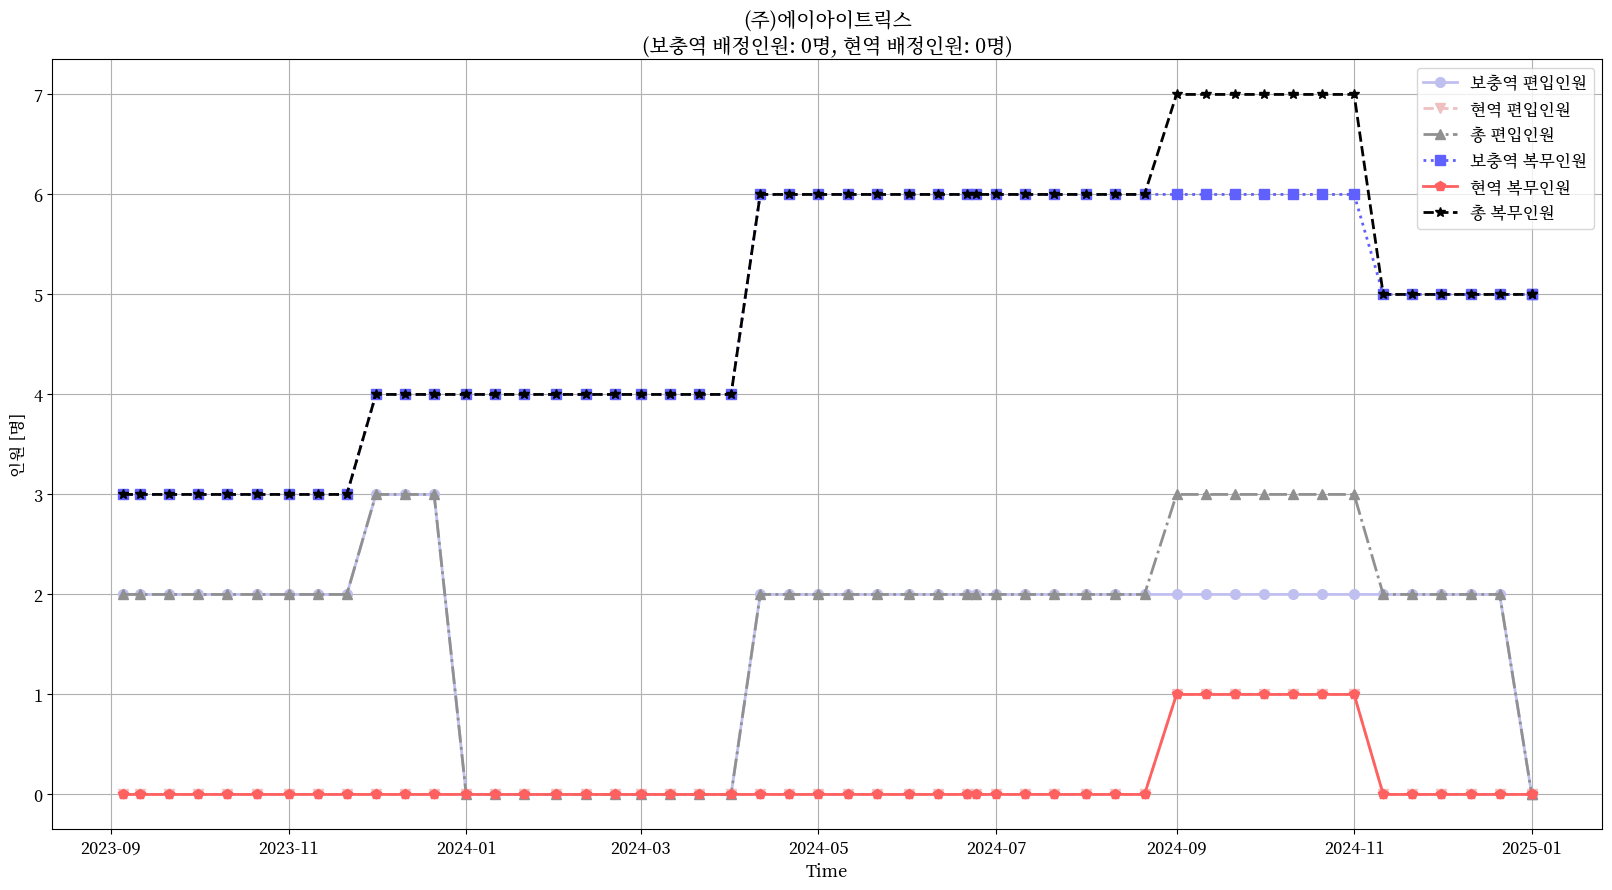 (주)에이아이트릭스
(보충역 배정인원: 0명, 현역 배정인원: 0명)
보충역 편입인원
현역 편입인원
총 편입인원
보충역 복무인원
현역 복무인원
총 복무인원
인원 [명]
7
6
5
4
3
2
1
0
2023-09 2023-11 2024-01 2024-03 2024-05 2024-07 2024-09 2024-11 2025-01
Time